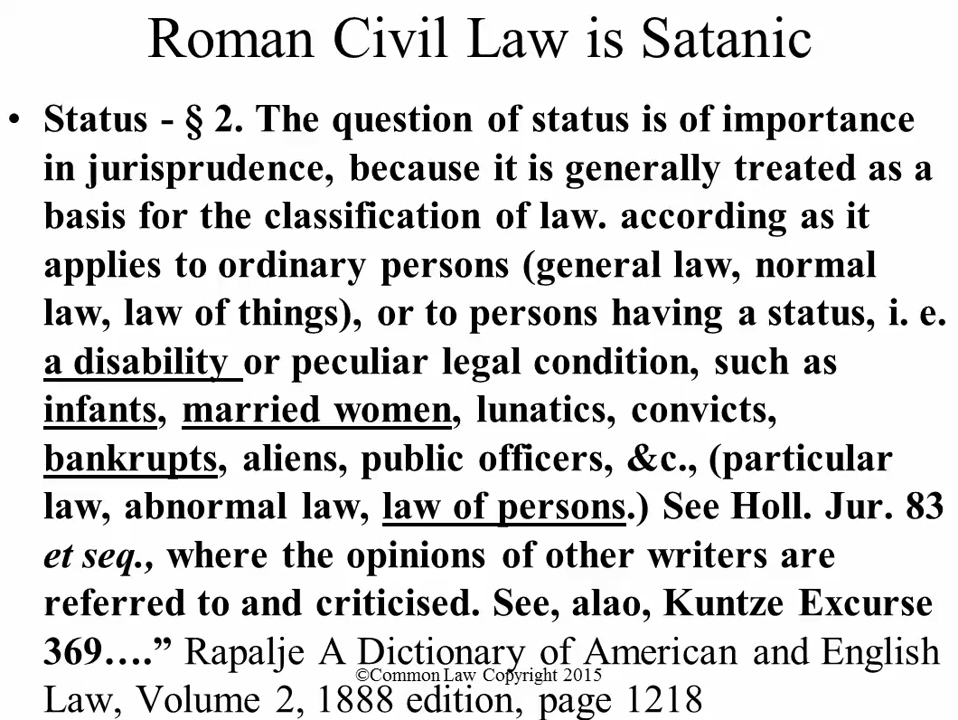 Roman Civil Law is Satanic
• Status - § 2. The question of status is of importance
in jurisprudence, because it is generally treated as a
basis for the classification of law. according as it
applies to ordinary persons (general law, normal
law, law of things), or to persons having a status, i. e.
a disability or peculiar legal condition, such as
infants, married women, lunatics, convicts,
bankrupts, aliens, public officers, &c., (particular
law, abnormal law, law of persons.) See Holl. Jur. 83
et seq., where the opinions of other writers are
referred to and criticised. See, alao, Kuntze Excurse
369….” Rapalje A Dictionary of American and English
©Common Law Copyright 2015
Law, Volume 2, 1888 edition, page 1218